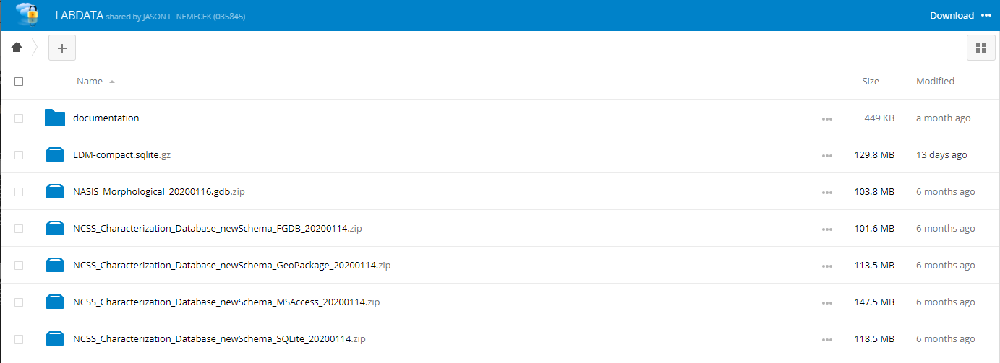 LABDATA shared by JASON L. NEMECEK (035845) Download
Name Size Modified
documentation 449 KB a month ago
LDM-compact.sqlite.gz 129.8 MB 13 days ago
NASIS_Morphological_20200116.gdb.zip 103.8 MB 6 months ago
NCSS_Characterization_Database_newSchema_FGDB_20200114.zip 101.6 MB 6 months ago
NCSS_Characterization_Database_newSchema_GeoPackage_20200114.zip 113.5 MB 6 months ago
NCSS_Characterization_Database_newSchema_MSAccess_20200114.zip 147.5 MB 6 months ago
NCSS_Characterization_Database_newSchema_SQLite_20200114.zip 118.5 MB 6 months ago